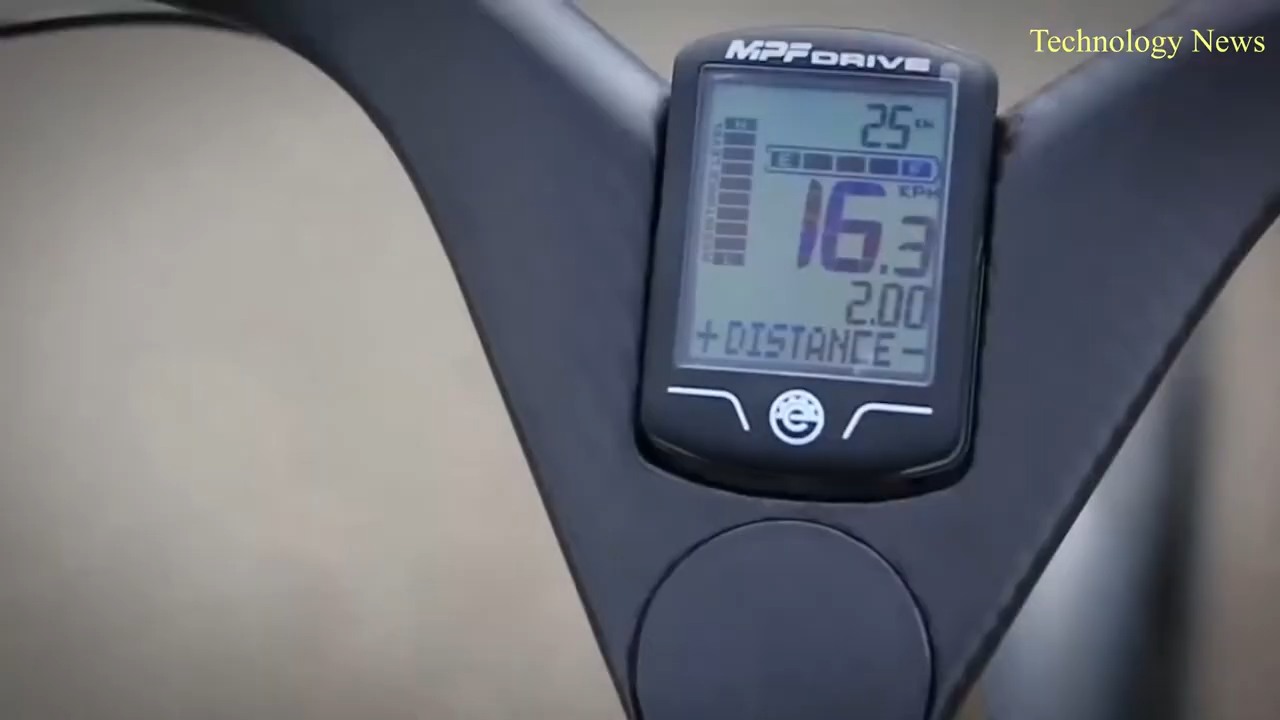 Technology News
MPF DRIVE
25
E F
KPH
16.3
2.00
+ DISTANCE -
e